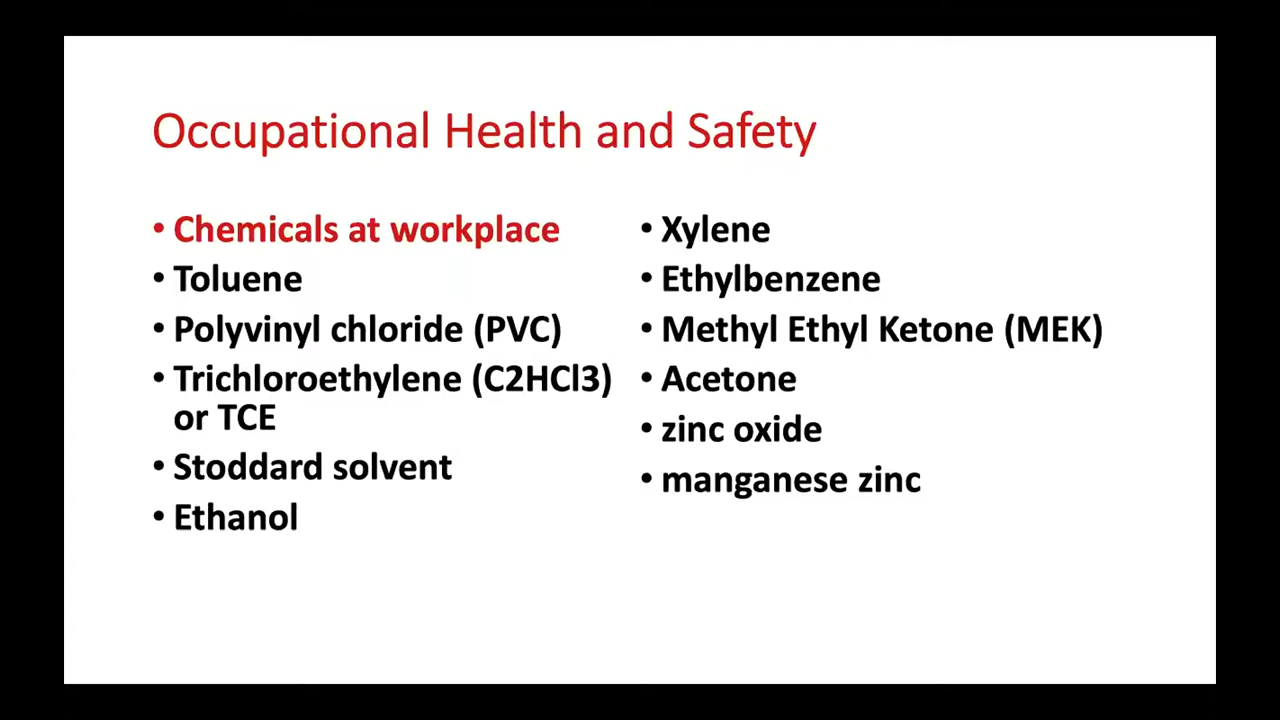 Occupational Health and Safety
• Chemicals at workplace
• Toluene
• Polyvinyl chloride (PVC)
• Trichloroethylene (C2HCl3)
or TCE
• Stoddard solvent
• Ethanol
• Xylene
• Ethylbenzene
• Methyl Ethyl Ketone (MEK)
• Acetone
• zinc oxide
• manganese zinc